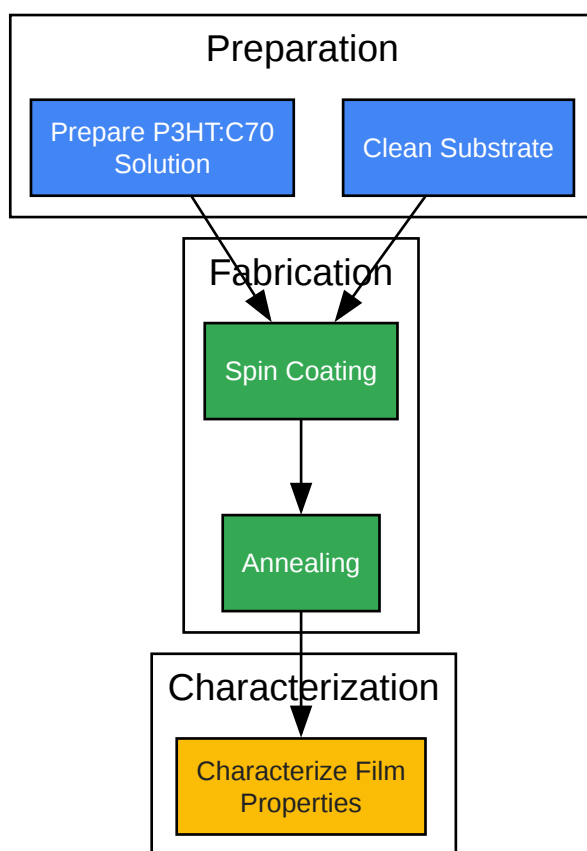 Preparation
Prepare P3HT:C70
Solution
Clean Substrate
Fabrication
Spin Coating
Annealing
Characterization
Characterize Film
Properties